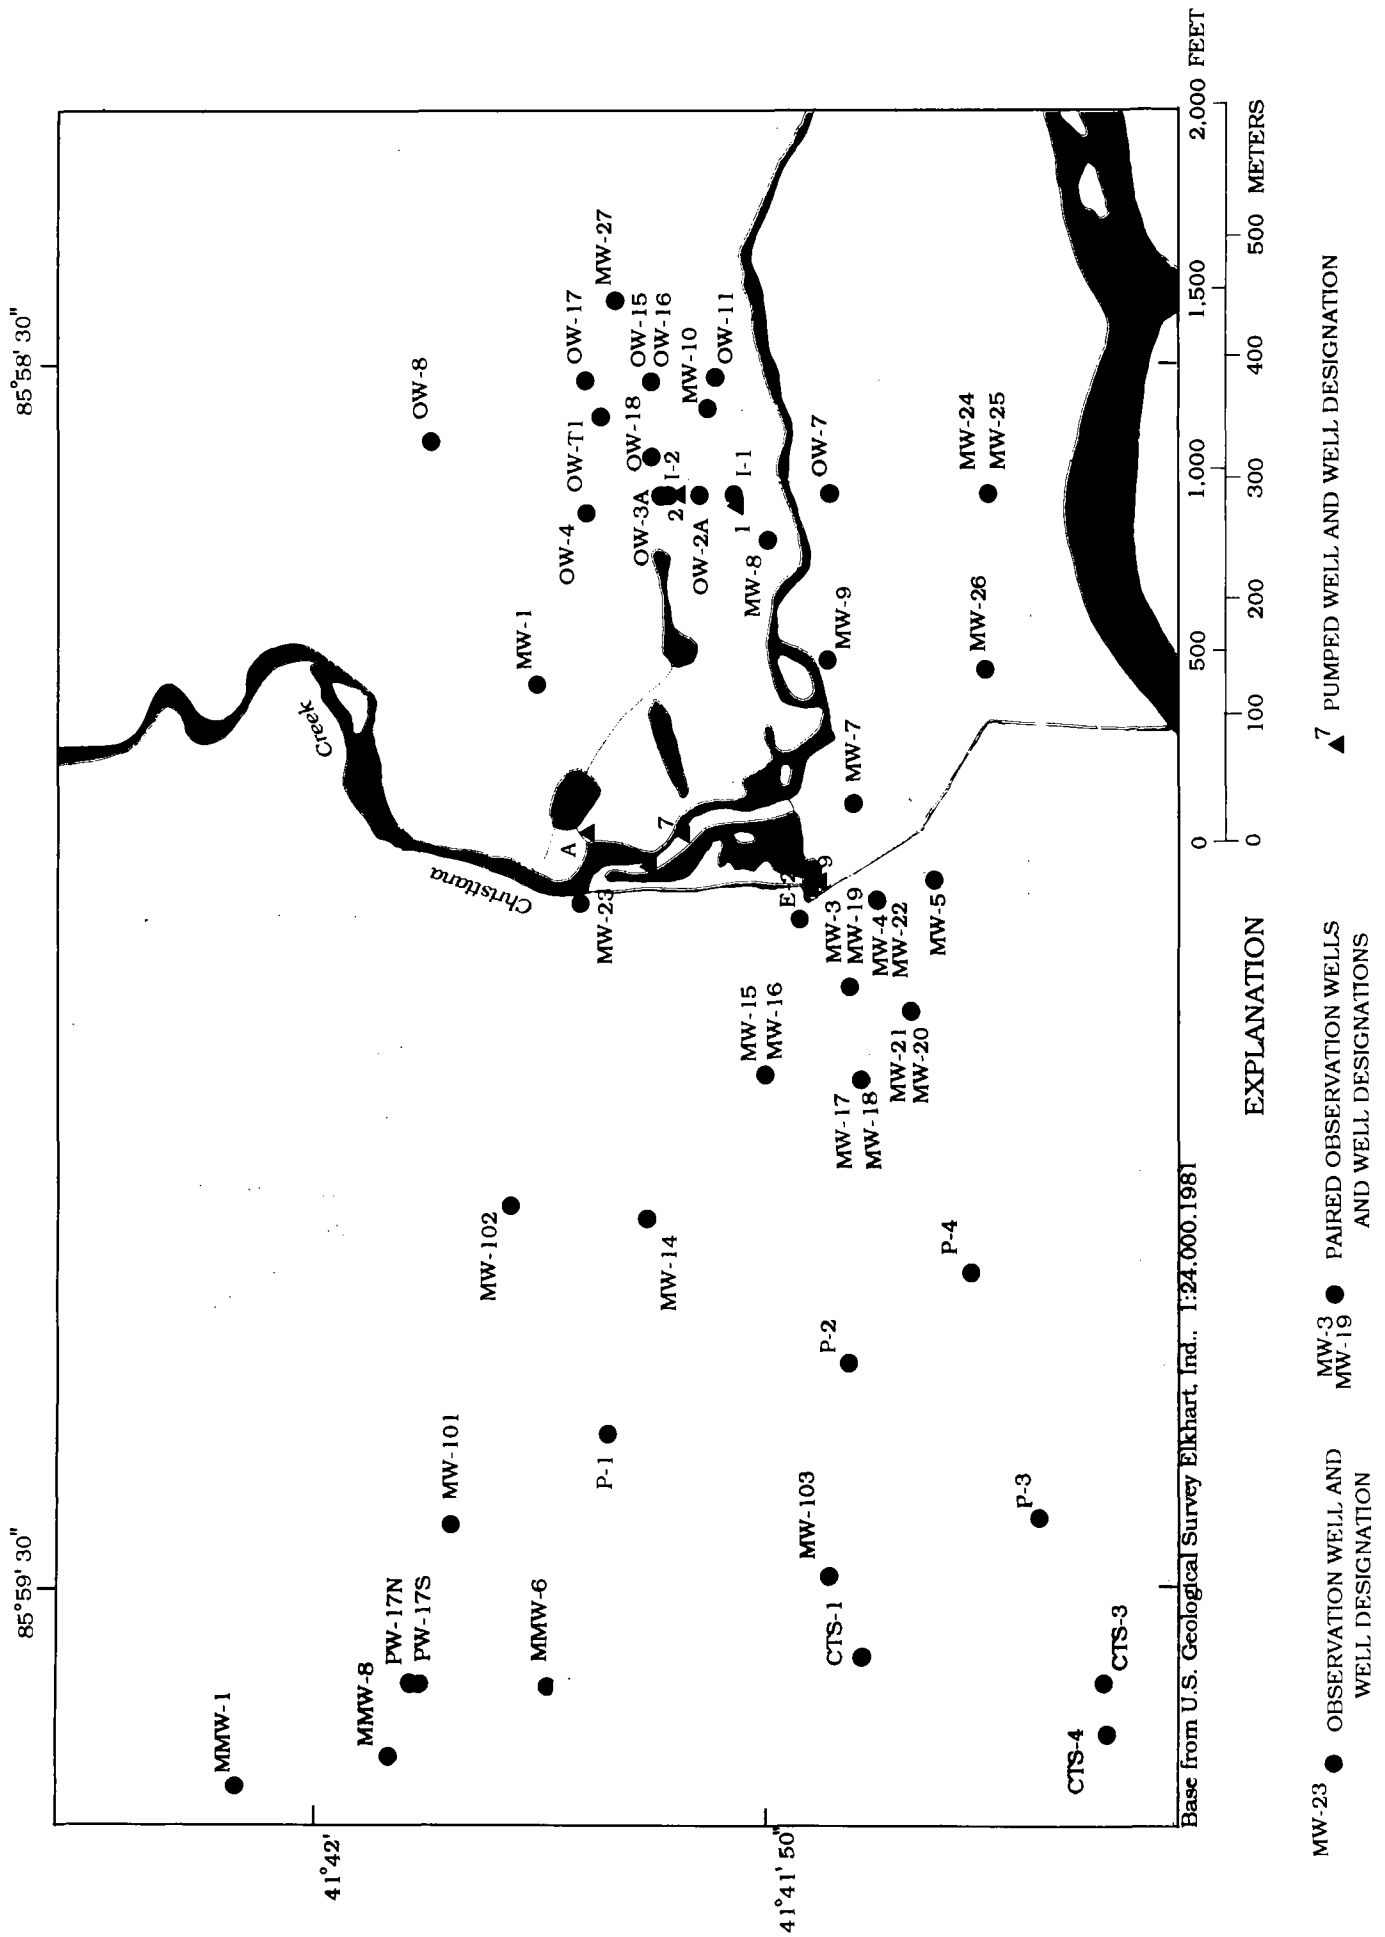 85°59' 30"
85°58' 30"
41°42'
41°41' 50"
MMW-1
MMW-8
PW-17N
PW-17S
MW-101
MMW-6
P-1
MW-102
MW-14
MW-103
CTS-1
P-2
P-3
P-4
CTS-3
CTS-4
MW-15
MW-16
MW-17
MW-18
MW-21
MW-20
MW-3
MW-19
MW-4
MW-22
MW-5
E-2
9
MW-23
Christiana
Creek
A
7
MW-7
MW-1
MW-9
MW-26
MW-8
OW-8
OW-4
OW-T1
OW-17
MW-27
OW-3A
OW-18
OW-15
OW-16
I-2
2
OW-2A
MW-10
OW-11
1
I-1
OW-7
MW-24
MW-25
Base from U.S. Geological Survey Elkhart, Ind., 1:24,000,1981
0 500 1,000 1,500 2,000 FEET
0 100 200 300 400 500 METERS
EXPLANATION
MW-23
OBSERVATION WELL AND
WELL DESIGNATION
MW-3
MW-19
PAIRED OBSERVATION WELLS
AND WELL DESIGNATIONS
7
PUMPED WELL AND WELL DESIGNATION